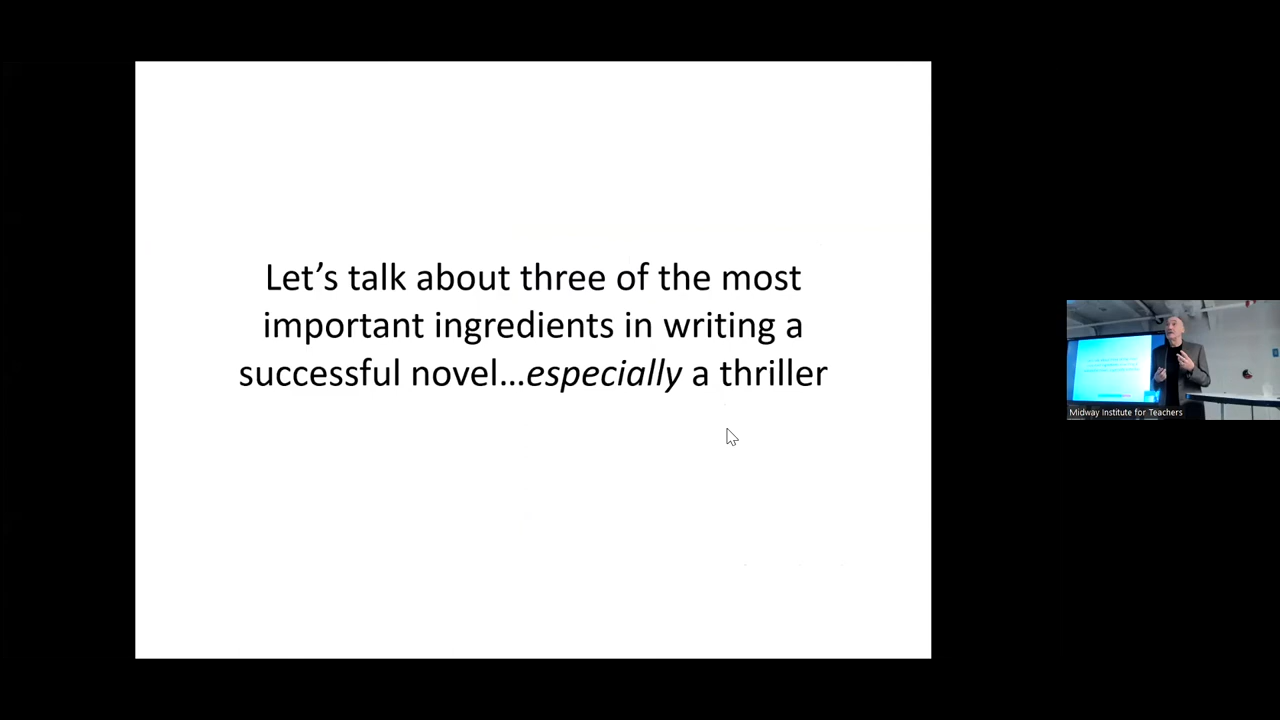 Let’s talk about three of the most
important ingredients in writing a
successful novel…especially a thriller
Midway Institute for Teachers